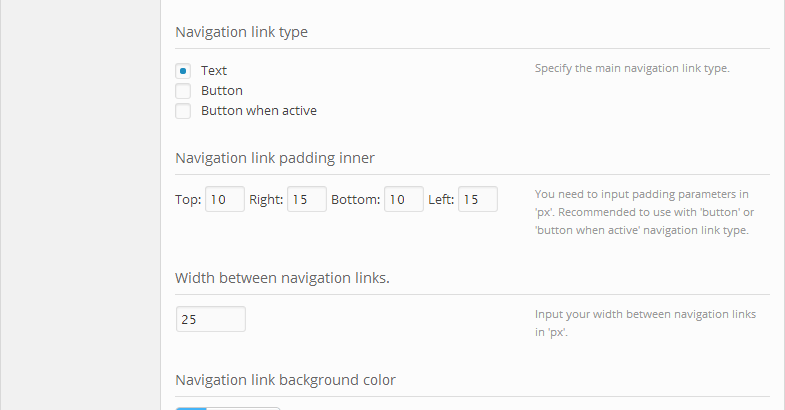 Navigation link type
Text
Specify the main navigation link type.
Button
Button when active
Navigation link padding inner
Top: 10 Right: 15 Bottom: 10 Left: 15
You need to input padding parameters in
'px'. Recommended to use with 'button' or
'button when active' navigation link type.
Width between navigation links.
25
Input your width between navigation links
in 'px'.
Navigation link background color